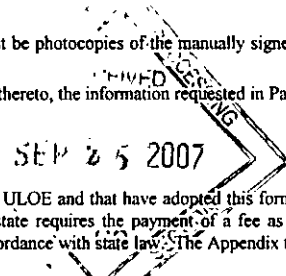 t be photocopies of the manually signe
thereto, the information requested in Pa
SEP 25 2007
ULOE and that have adopted this form
state requires the payment of a fee as
ordance with state law. The Appendix t